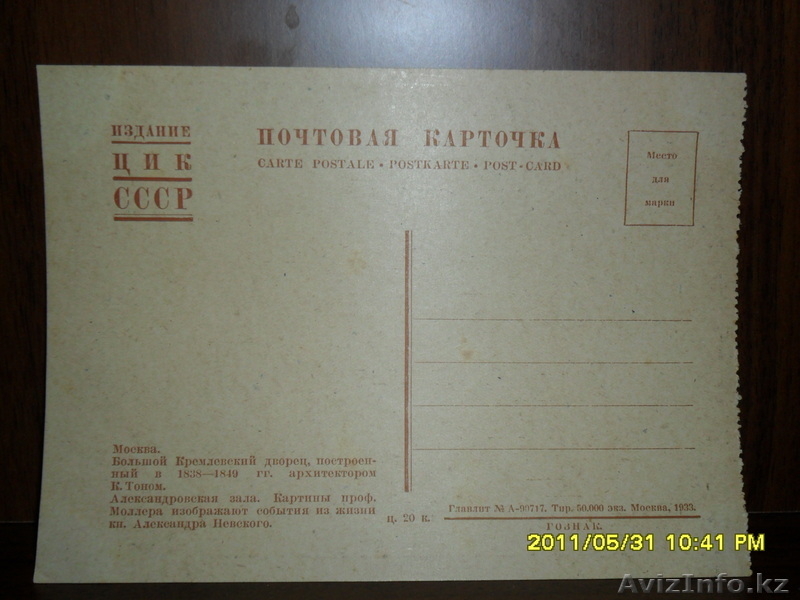 ИЗДАНИЕ
ЦИК
СССР
ПОЧТОВАЯ КАРТОЧКА
CARTE POSTALE • POSTKARTE • POST-CARD
Место
для
марки
Москва.
Большой Кремлевский дворец, построен-
ный в 1838—1849 гг. архитектором
К. Тоном.
Александровская зала. Картины проф.
Моллера изображают события из жизни
кн. Александра Невского.
ц. 20 к.
Главлит № А-90717. Тир. 50.000 экз. Москва, 1933.
ГОЗНАК.
2011/05/31 10:41 PM
AvizInfo.kz